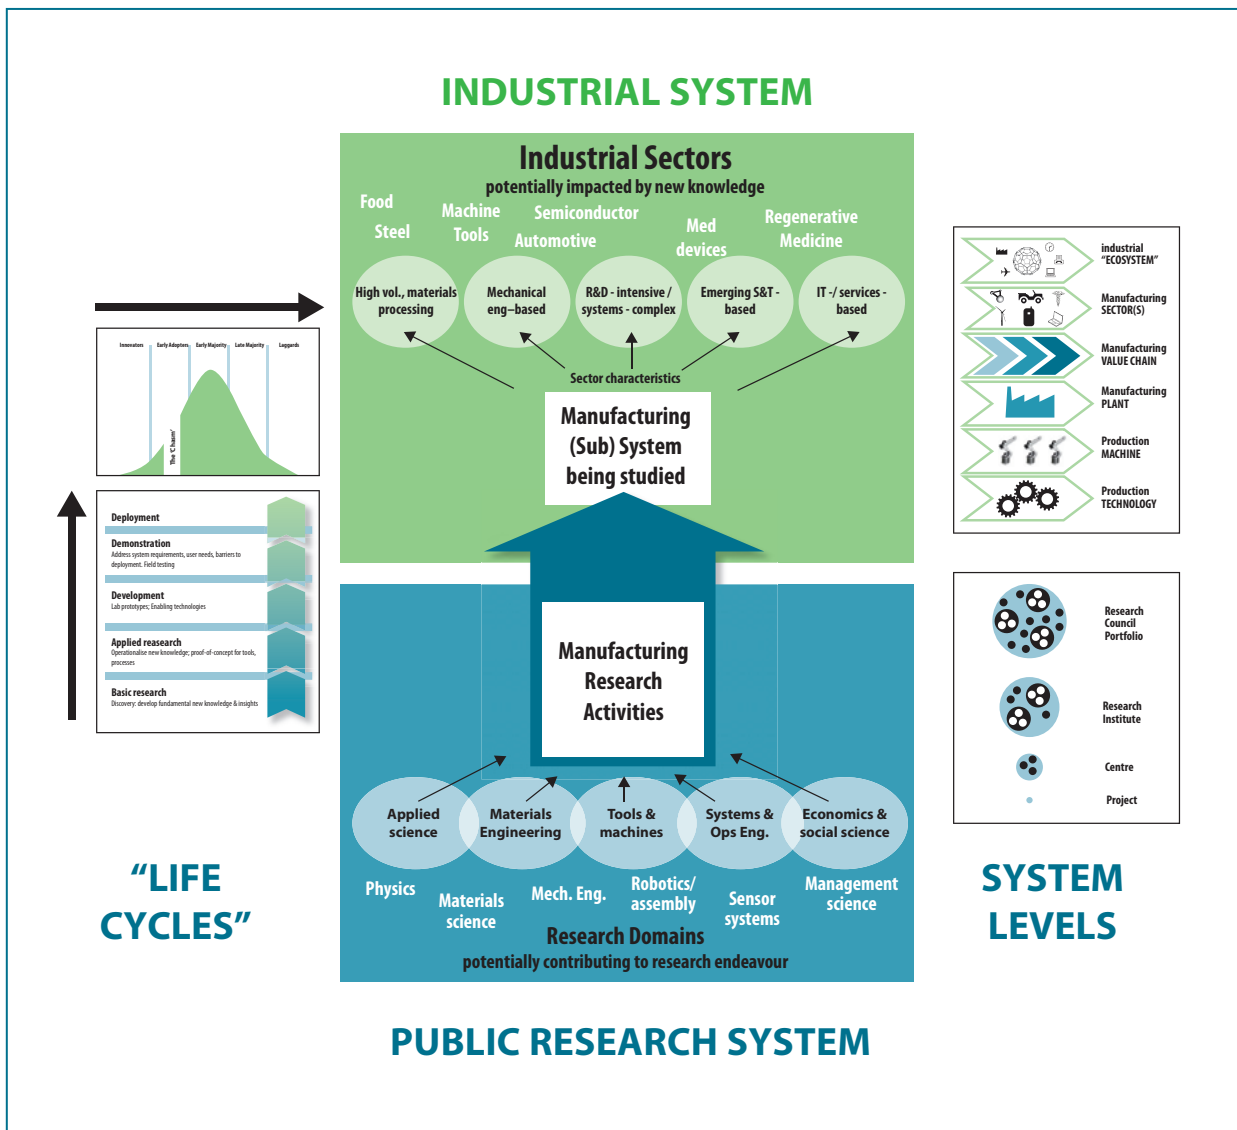 INDUSTRIAL SYSTEM
Industrial Sectors
potentially impacted by new knowledge
Food
Steel
Machine
Tools
Semiconductor
Automotive
Med
devices
Regenerative
Medicine
High vol., materials
processing
Mechanical
eng–based
R&D - intensive /
systems - complex
Emerging S&T -
based
IT -/ services -
based
Sector characteristics
Manufacturing
(Sub) System
being studied
Manufacturing
Research
Activities
Applied
science
Materials
Engineering
Tools &
machines
Systems &
Ops Eng.
Economics &
social science
Physics
Materials
science
Mech. Eng.
Robotics/
assembly
Sensor
systems
Management
science
Research Domains
potentially contributing to research endeavour
PUBLIC RESEARCH SYSTEM
Innovators
Early Adopters
Early Majority
Late Majority
Laggards
The 'Chasm'
Deployment
Demonstration
Address system requirements, user needs, barriers to
deployment. Field testing
Development
Lab prototypes; Enabling technologies
Applied reasearch
Operationalise new knowledge; proof-of-concept for tools,
processes
Basic research
Discovery: develop fundamental new knowledge & insights
“LIFE
CYCLES”
industrial
“ECOSYSTEM”
Manufacturing
SECTOR(S)
Manufacturing
VALUE CHAIN
Manufacturing
PLANT
Production
MACHINE
Production
TECHNOLOGY
Research
Council
Portfolio
Research
Institute
Centre
Project
SYSTEM
LEVELS